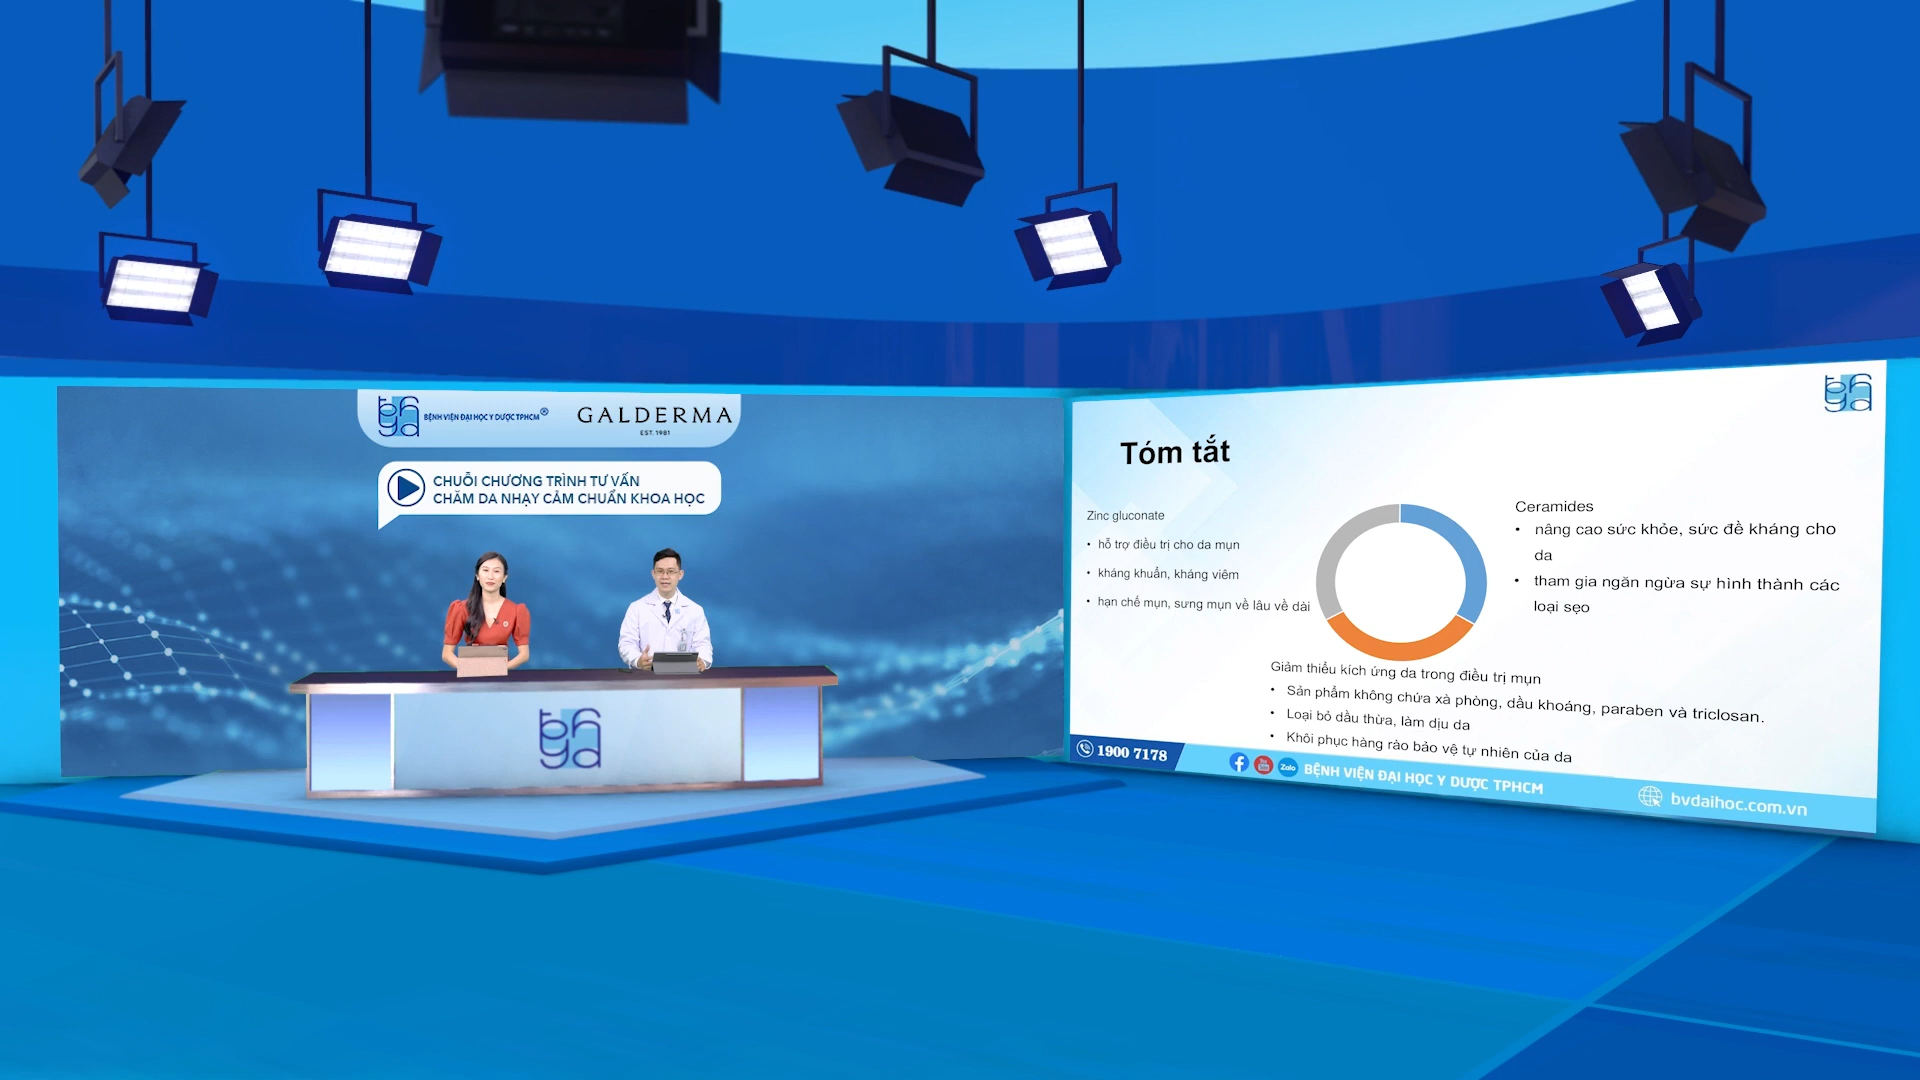 BỆNH VIỆN ĐẠI HỌC Y DƯỢC TPHCM®
GALDERMA
EST. 1981
CHUỖI CHƯƠNG TRÌNH TƯ VẤN
CHĂM DA NHẠY CẢM CHUẨN KHOA HỌC
Tóm tắt
Zinc gluconate
• hỗ trợ điều trị cho da mụn
• kháng khuẩn, kháng viêm
• hạn chế mụn, sưng mụn về lâu về dài
Ceramides
• nâng cao sức khỏe, sức đề kháng cho
da
• tham gia ngăn ngừa sự hình thành các
loại sẹo
Giảm thiểu kích ứng da trong điều trị mụn
• Sản phẩm không chứa xà phòng, dầu khoáng, paraben và triclosan.
• Loại bỏ dầu thừa, làm dịu da
• Khôi phục hàng rào bảo vệ tự nhiên của da
1900 7178
Zalo
BỆNH VIỆN ĐẠI HỌC Y DƯỢC TPHCM
bvdaihoc.com.vn